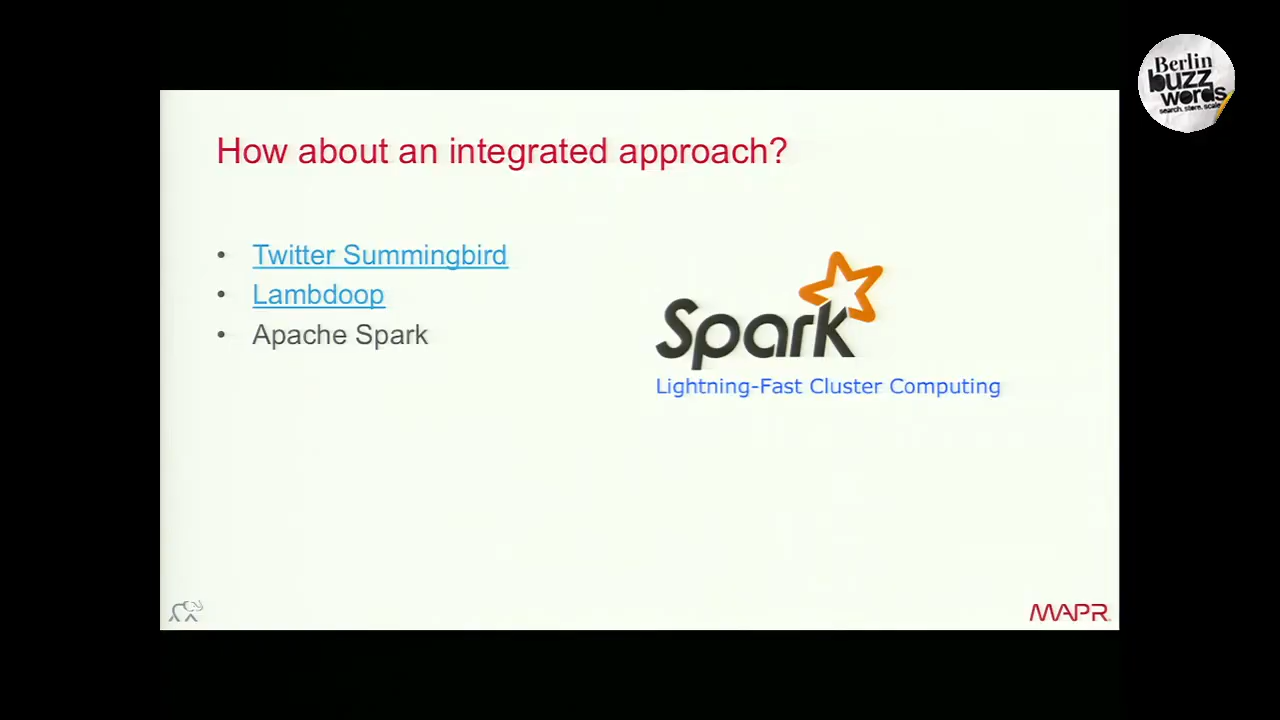 Berlin
buzz
words
search. store. scale
How about an integrated approach?
• Twitter Summingbird
• Lambdoop
• Apache Spark
Spark
Lightning-Fast Cluster Computing
MAPR